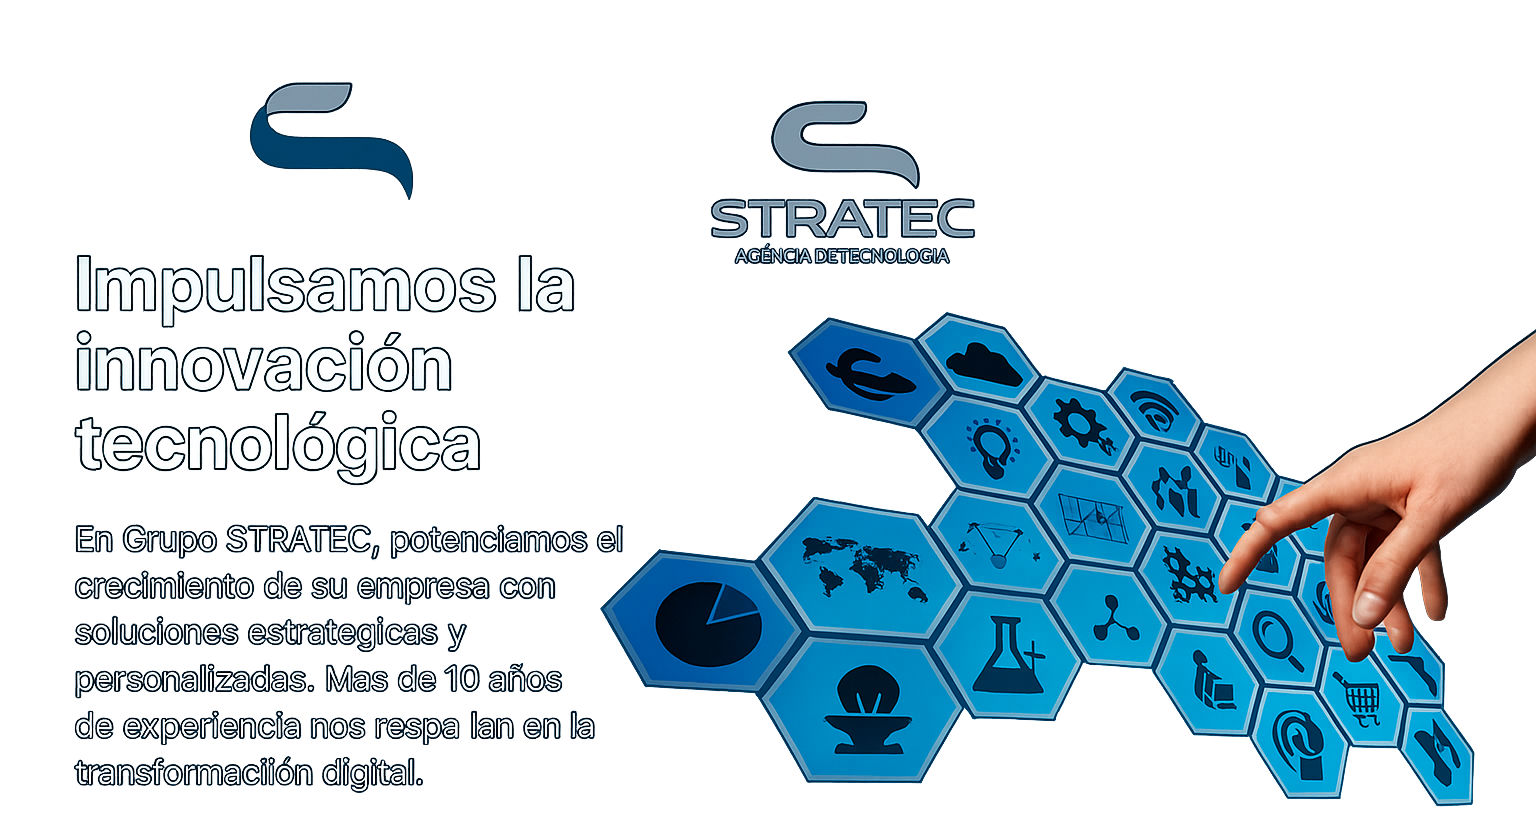 Impulsamos la
innovación
tecnológica
En Grupo STRATEC, potenciamos el
crecimiento de su empresa con
soluciones estrategicas y
personalizadas. Mas de 10 años
de experiencia nos respa lan en la
transformaciión digital.
STRATEC
AGÉNCIA DETECNOLOGIA